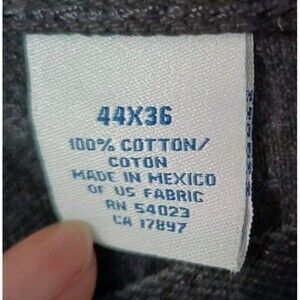 44X36
100% COTTON/
COTON
MADE IN MEXICO
OF US FABRIC
RN 54023
CA 17897